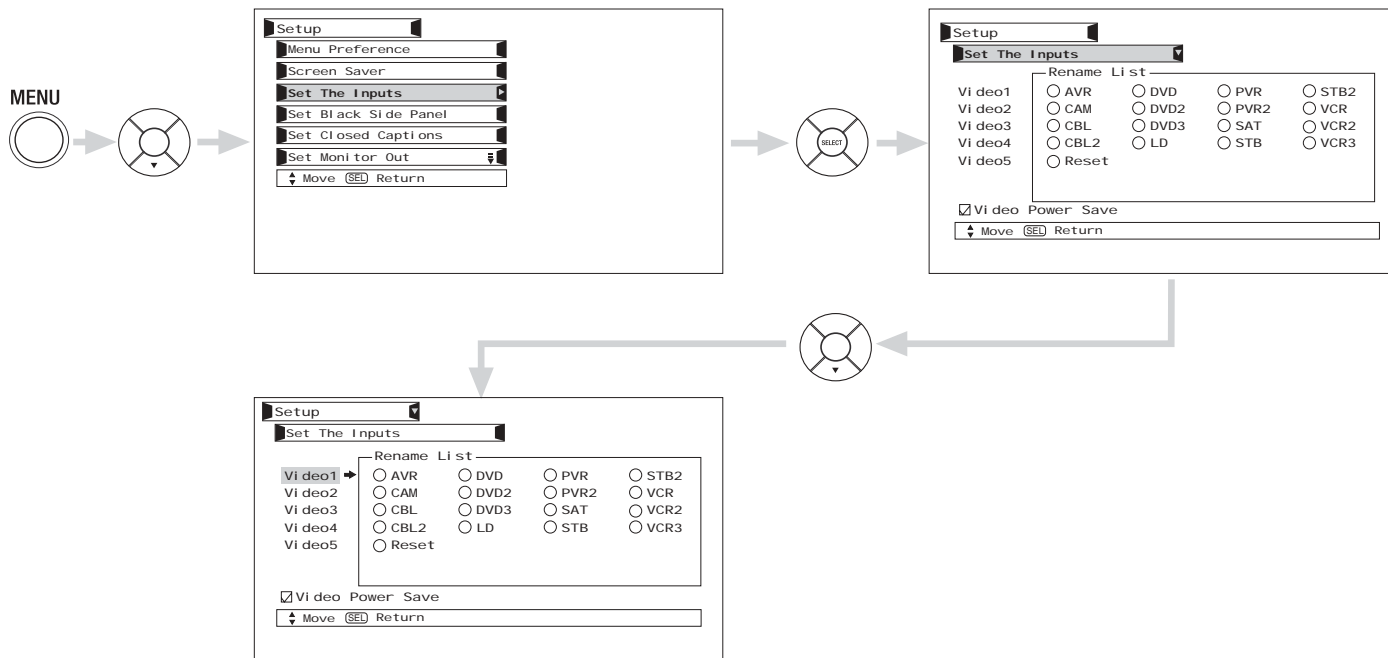 MENU
Setup
Menu Preference
Screen Saver
Set The Inputs
Set Black Side Panel
Set Closed Captions
Set Monitor Out
Move SEL Return
SELECT
Setup
Set The Inputs
Rename List
Video1 AVR DVD PVR STB2
Video2 CAM DVD2 PVR2 VCR
Video3 CBL DVD3 SAT VCR2
Video4 CBL2 LD STB VCR3
Video5 Reset
Video Power Save
Move SEL Return
Setup
Set The Inputs
Rename List
Video1 AVR DVD PVR STB2
Video2 CAM DVD2 PVR2 VCR
Video3 CBL DVD3 SAT VCR2
Video4 CBL2 LD STB VCR3
Video5 Reset
Video Power Save
Move SEL Return